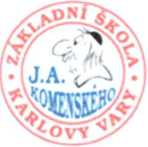 ZÁKLADNÍ ŠKOLA
J.A.
KOMENSKÉHO
KARLOVY VARY